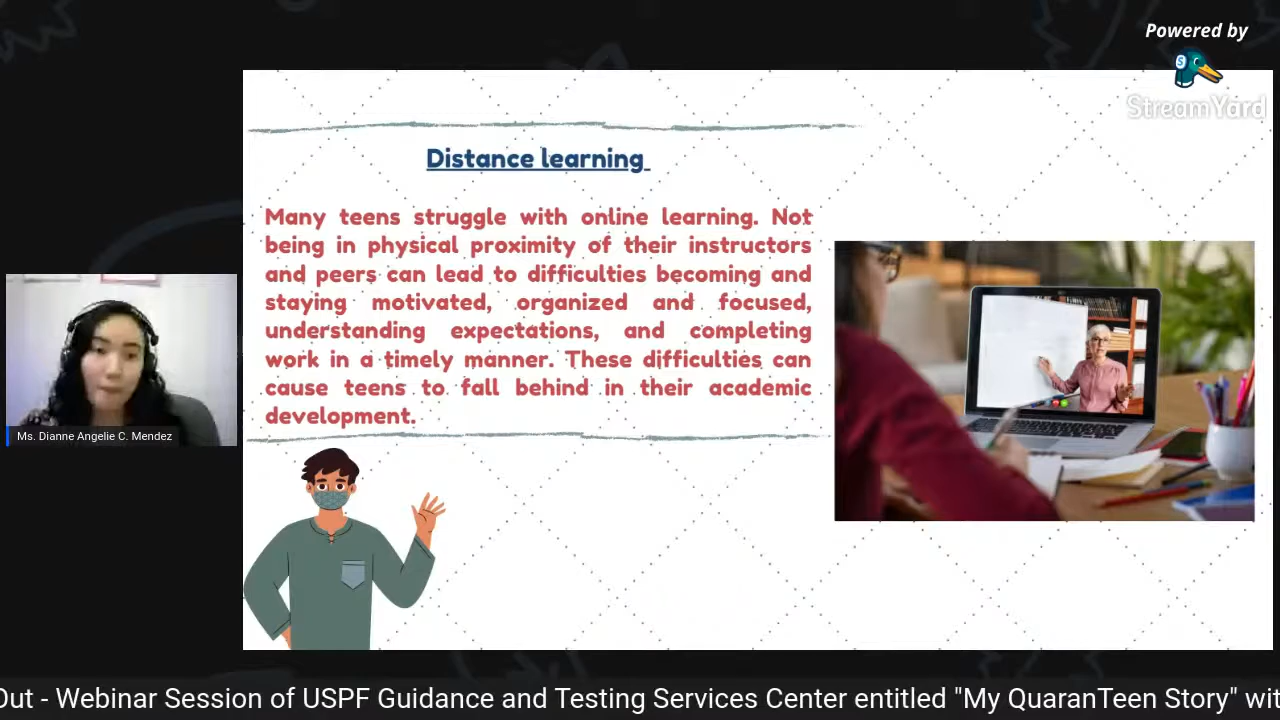 Powered by
S
StreamYard
Distance learning
Many teens struggle with online learning. Not
being in physical proximity of their instructors
and peers can lead to difficulties becoming and
staying motivated, organized and focused,
understanding expectations, and completing
work in a timely manner. These difficulties can
cause teens to fall behind in their academic
development.
Ms. Dianne Angelie C. Mendez
Out - Webinar Session of USPF Guidance and Testing Services Center entitled "My QuaranTeen Story" wit